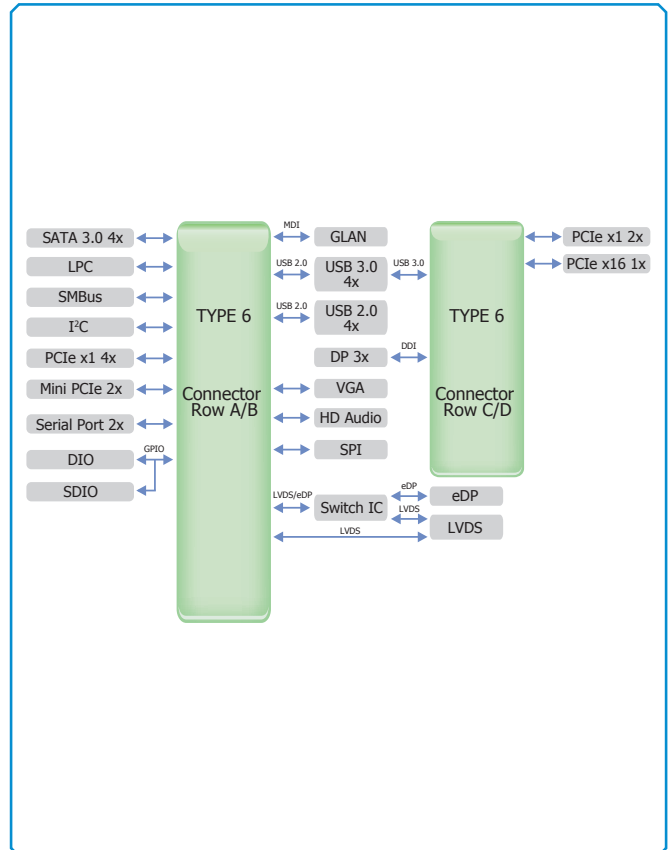 SATA 3.0 4x
LPC
SMBus
I²C
PCIe x1 4x
Mini PCIe 2x
Serial Port 2x
GPIO
DIO
SDIO
TYPE 6
Connector
Row A/B
MDI
GLAN
USB 2.0
USB 3.0
4x
USB 3.0
USB 2.0
USB 2.0
4x
DP 3x
DDI
VGA
HD Audio
SPI
LVDS/eDP
Switch IC
eDP
eDP
LVDS
LVDS
LVDS
TYPE 6
Connector
Row C/D
PCIe x1 2x
PCIe x16 1x